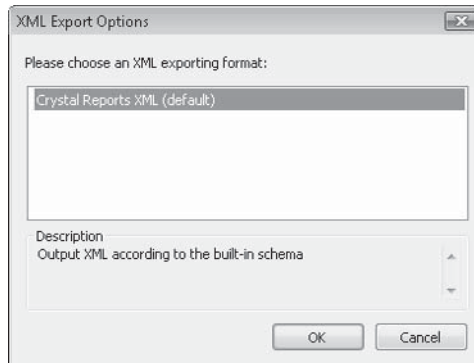 XML Export Options
Please choose an XML exporting format:
Crystal Reports XML (default)
Description
Output XML according to the built-in schema
OK
Cancel